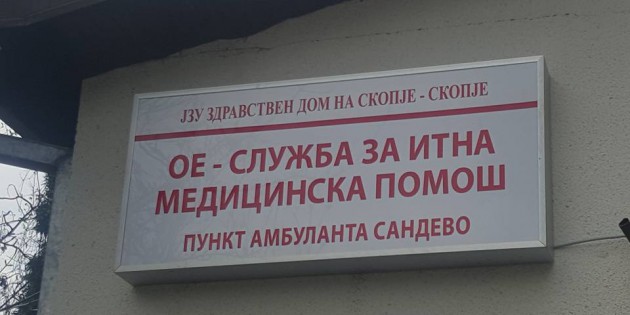 ЈЗУ ЗДРАВСТВЕН ДОМ НА СКОПЈЕ - СКОПЈЕ
ОЕ - СЛУЖБА ЗА ИТНА
МЕДИЦИНСКА ПОМОШ
ПУНКТ АМБУЛАНТА САНДЕВО